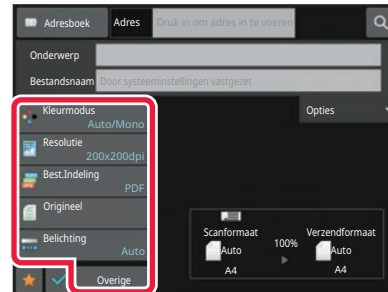 Adresboek
Adres
Druk in om adres in te voeren
Onderwerp
Bestandsnaam
Door systeeminstellingen vastgezet
Kleurmodus
Auto/Mono
Opties
Resolutie
200x200dpi
Best.Indeling
PDF
Origineel
Belichting
Auto
Overige
Scanformaat
Auto
A4
100%
Verzendformaat
Auto
A4